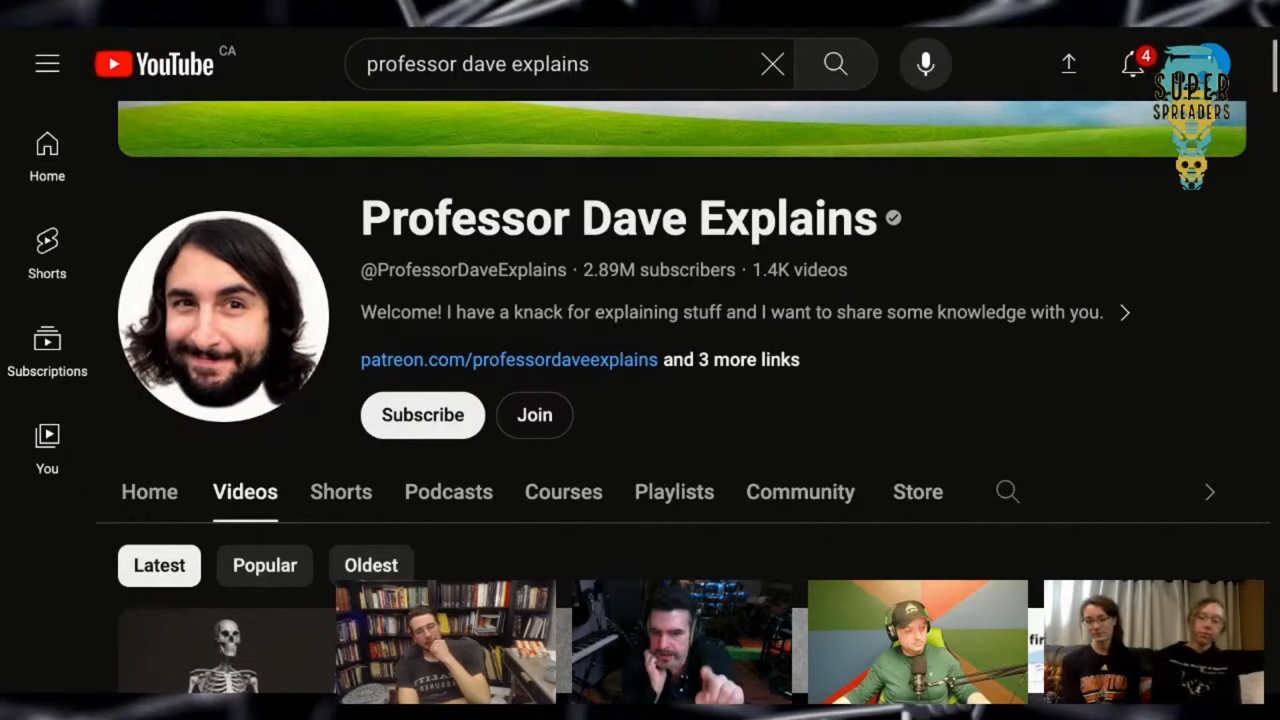 YouTube CA
professor dave explains
4
SUPER
SPREADERS
Home
Shorts
Subscriptions
You
Professor Dave Explains
@ProfessorDaveExplains · 2.89M subscribers · 1.4K videos
Welcome! I have a knack for explaining stuff and I want to share some knowledge with you.
patreon.com/professordaveexplains and 3 more links
Subscribe Join
Home Videos Shorts Podcasts Courses Playlists Community Store
Latest Popular Oldest